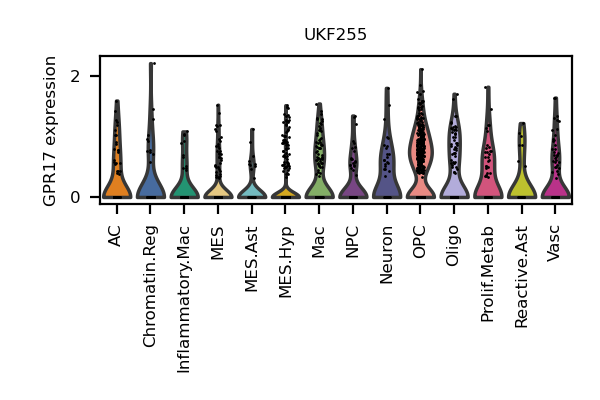 UKF255
GPR17 expression
2
0
AC
Chromatin.Reg
Inflammatory.Mac
MES
MES.Ast
MES.Hyp
Mac
NPC
Neuron
OPC
Oligo
Prolif.Metab
Reactive.Ast
Vasc